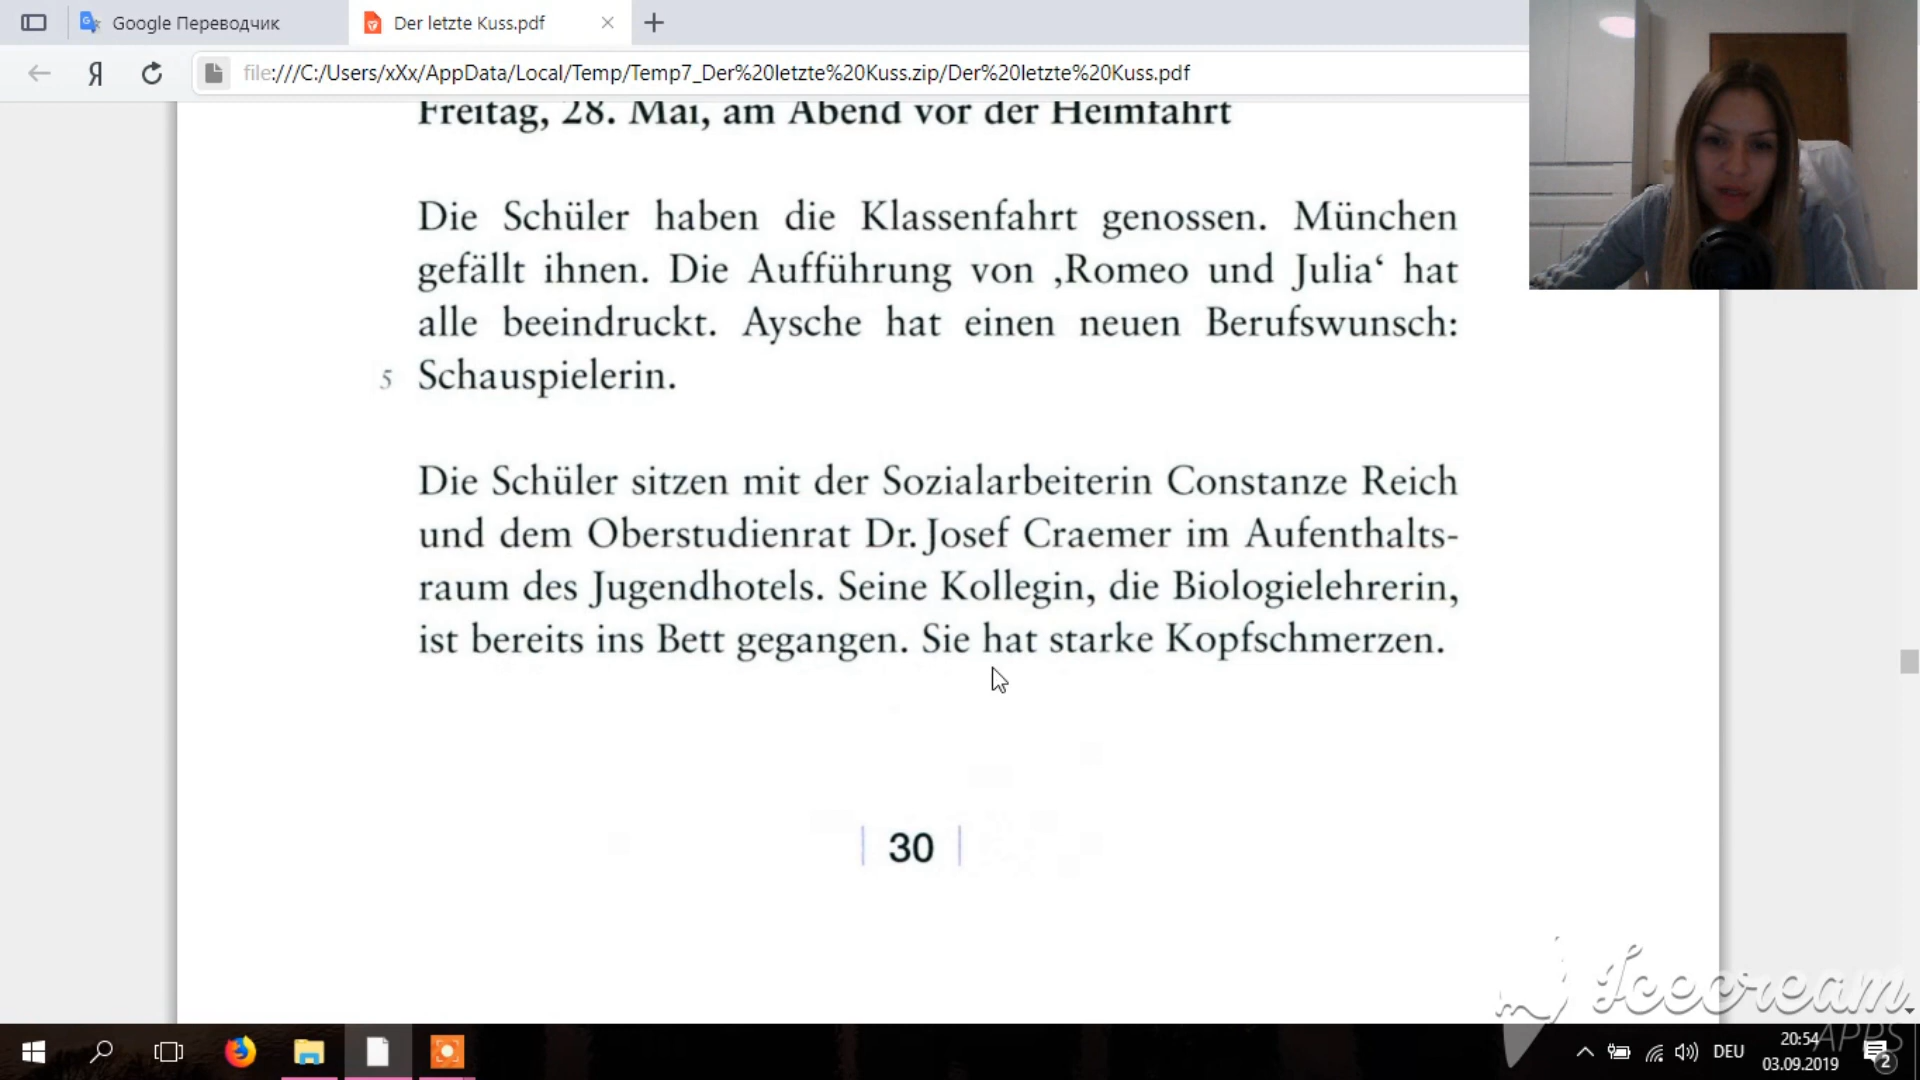 Google Переводчик
Der letzte Kuss.pdf
Я
file:///C:/Users/xXx/AppData/Local/Temp/Temp7_Der%20letzte%20Kuss.zip/Der%20letzte%20Kuss.pdf
Freitag, 28. Mai, am Abend vor der Heimfahrt
Die Schüler haben die Klassenfahrt genossen. München
gefällt ihnen. Die Aufführung von ‚Romeo und Julia‘ hat
alle beeindruckt. Aysche hat einen neuen Berufswunsch:
5 Schauspielerin.
Die Schüler sitzen mit der Sozialarbeiterin Constanze Reich
und dem Oberstudienrat Dr. Josef Craemer im Aufenthalts-
raum des Jugendhotels. Seine Kollegin, die Biologielehrerin,
ist bereits ins Bett gegangen. Sie hat starke Kopfschmerzen.
30
Icecream
APPS
DEU
20:54
03.09.2019
2